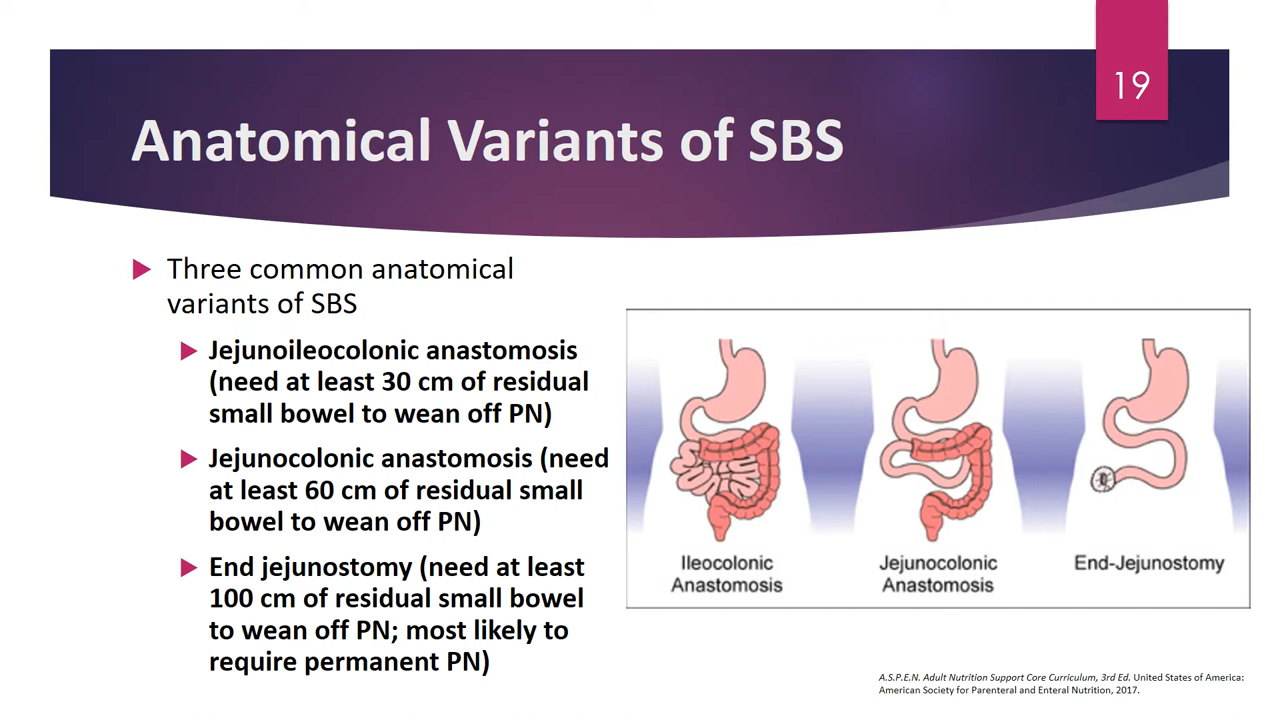 19
Anatomical Variants of SBS
Three common anatomical
variants of SBS
Jejunoileocolonic anastomosis
(need at least 30 cm of residual
small bowel to wean off PN)
Jejunocolonic anastomosis (need
at least 60 cm of residual small
bowel to wean off PN)
End jejunostomy (need at least
100 cm of residual small bowel
to wean off PN; most likely to
require permanent PN)
Ileocolonic
Anastomosis
Jejunocolonic
Anastomosis
End-Jejunostomy
A.S.P.E.N. Adult Nutrition Support Core Curriculum, 3rd Ed. United States of America:
American Society for Parenteral and Enteral Nutrition, 2017.